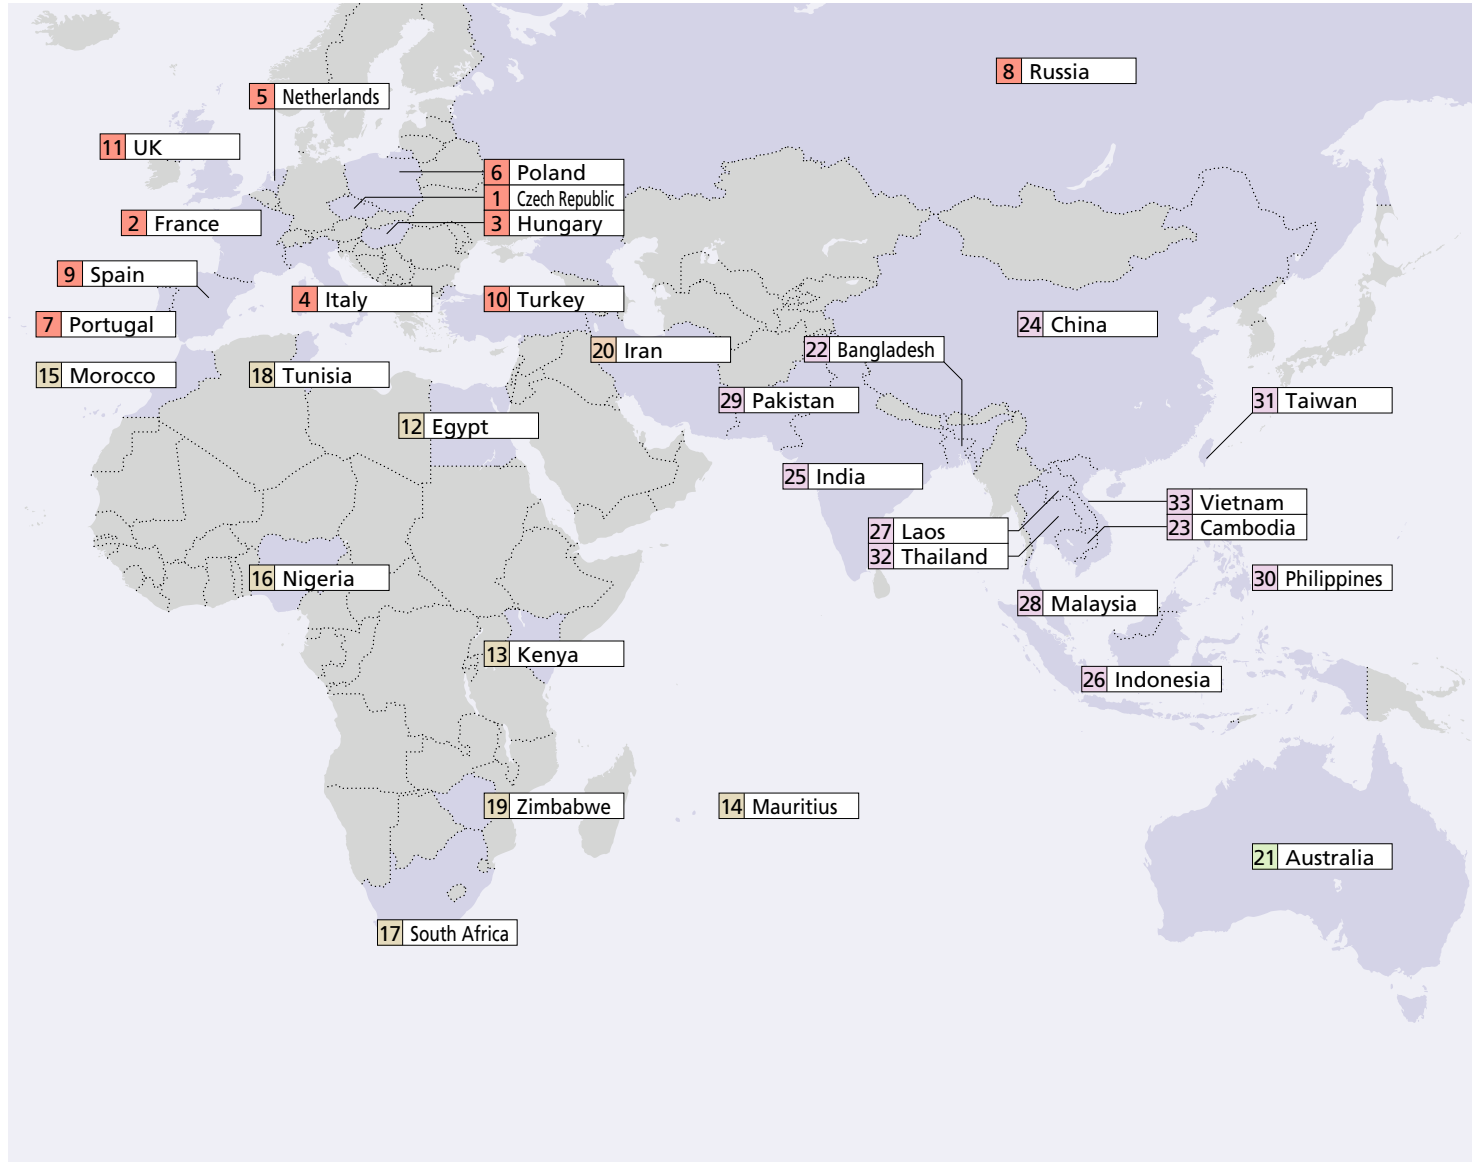 8 Russia
5 Netherlands
11 UK
6 Poland
1 Czech Republic
2 France
3 Hungary
9 Spain
4 Italy
10 Turkey
7 Portugal
24 China
20 Iran
22 Bangladesh
15 Morocco
18 Tunisia
29 Pakistan
31 Taiwan
12 Egypt
25 India
33 Vietnam
27 Laos
23 Cambodia
32 Thailand
16 Nigeria
30 Philippines
28 Malaysia
13 Kenya
26 Indonesia
19 Zimbabwe
14 Mauritius
21 Australia
17 South Africa